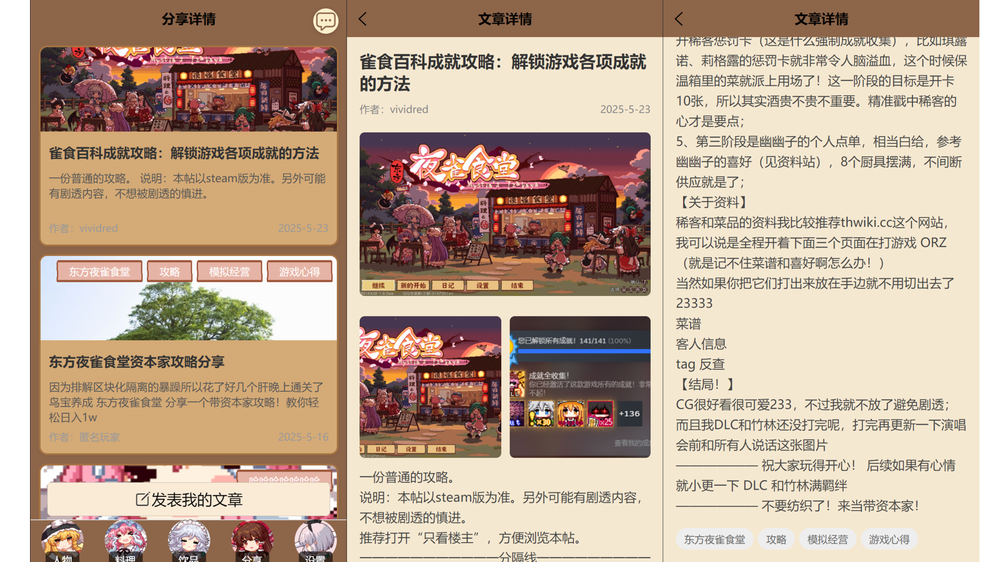 分享详情
Mystia's Izakaya
料理
雀食百科成就攻略：解锁游戏各项成就的方法
一份普通的攻略。 说明：本帖以steam版为准。另外可能
有剧透内容，不想被剧透的慎进。
作者：vividred
2025-5-23
东方夜雀食堂
攻略
模拟经营
游戏心得
东方夜雀食堂资本家攻略分享
因为排解区块化隔离的暴躁所以花了好几个肝晚上通关了
鸟宝养成 东方夜雀食堂 分享一个带资本家攻略！教你轻
松日入1w
作者：匿名玩家
2025-5-16
哈哈哈哈哈哈哈
发表我的文章
人物
料理
饮品
分享
设置
文章详情
雀食百科成就攻略：解锁游戏各项成就
的方法
作者：vividred
2025-5-23
东方
夜雀食堂
Mystia's Izakaya
料理
每日新鲜
继续
新的开始
日记
设置
结束
夜雀食堂
Mystia's Izakaya
料理
每日新鲜
日记
设置
结束
您已解锁所有成就！141/141 (100%)
成就全收集！
你已经激活了这款游戏所有的成就！非常
不起！
x30
x25
+136
查看我的成
一份普通的攻略。
说明：本帖以steam版为准。另外可能有剧透内容，
不想被剧透的慎进。
推荐打开“只看楼主”，方便浏览本帖。
———————————分隔线———————————
文章详情
开稀客惩罚卡（这是什么强制成就收集），比如琪露
诺、莉格露的惩罚卡就非常令人脑溢血，这个时候保
温箱里的菜就派上用场了！这一阶段的目标是开卡
10张，所以其实酒贵不贵不重要。精准戳中稀客的
心才是要点；
5、第三阶段是幽幽子的个人点单，相当白给，参考
幽幽子的喜好（见资料站），8个厨具摆满，不间断
供应就是了；
【关于资料】
稀客和菜品的资料我比较推荐thwiki.cc这个网站，
我可以说是全程开着下面三个页面在打游戏 ORZ
（就是记不住菜谱和喜好啊怎么办！）
当然如果你把它们打出来放在手边就不用切出去了
23333
菜谱
客人信息
tag 反查
【结局！】
CG很好看很可爱233，不过我就不放了避免剧透；
而且我DLC和竹林还没打完呢，打完再更新一下演唱
会前和所有人说话这张图片
—————— 祝大家玩得开心！ 后续如果有心情
就小更一下 DLC 和竹林满羁绊
—————— 不要纺织了！来当带资本家！
东方夜雀食堂
攻略
模拟经营
游戏心得